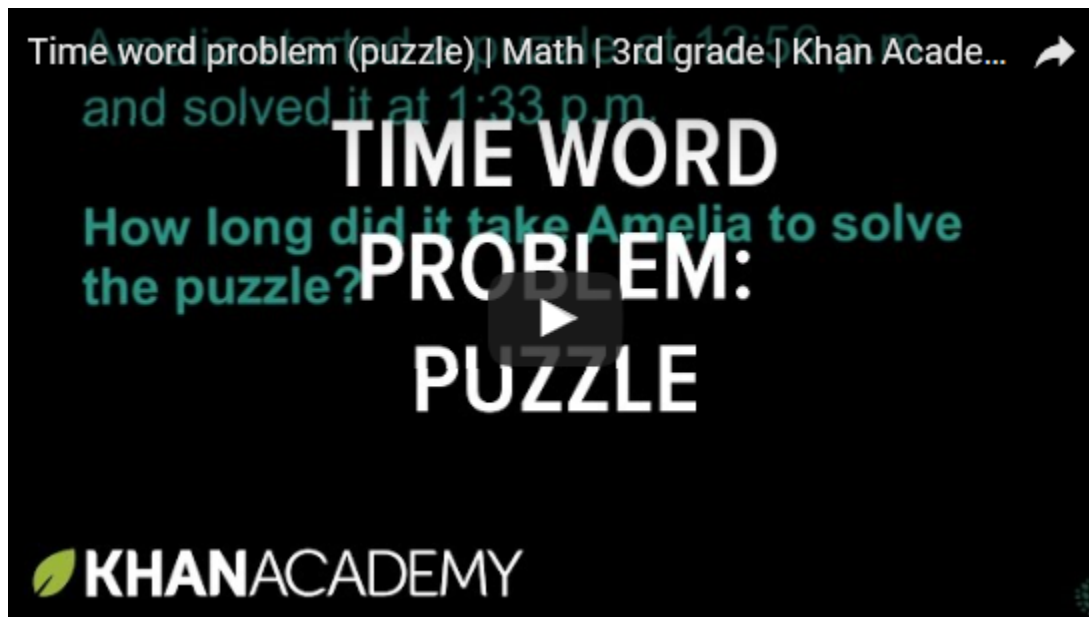 Time word problem (puzzle) | Math | 3rd grade | Khan Acade...
and solved it at 1:33 p.m.
TIME WORD
How long did it take Amelia to solve
PROBLEM:
the puzzle?
PUZZLE
KHANACADEMY